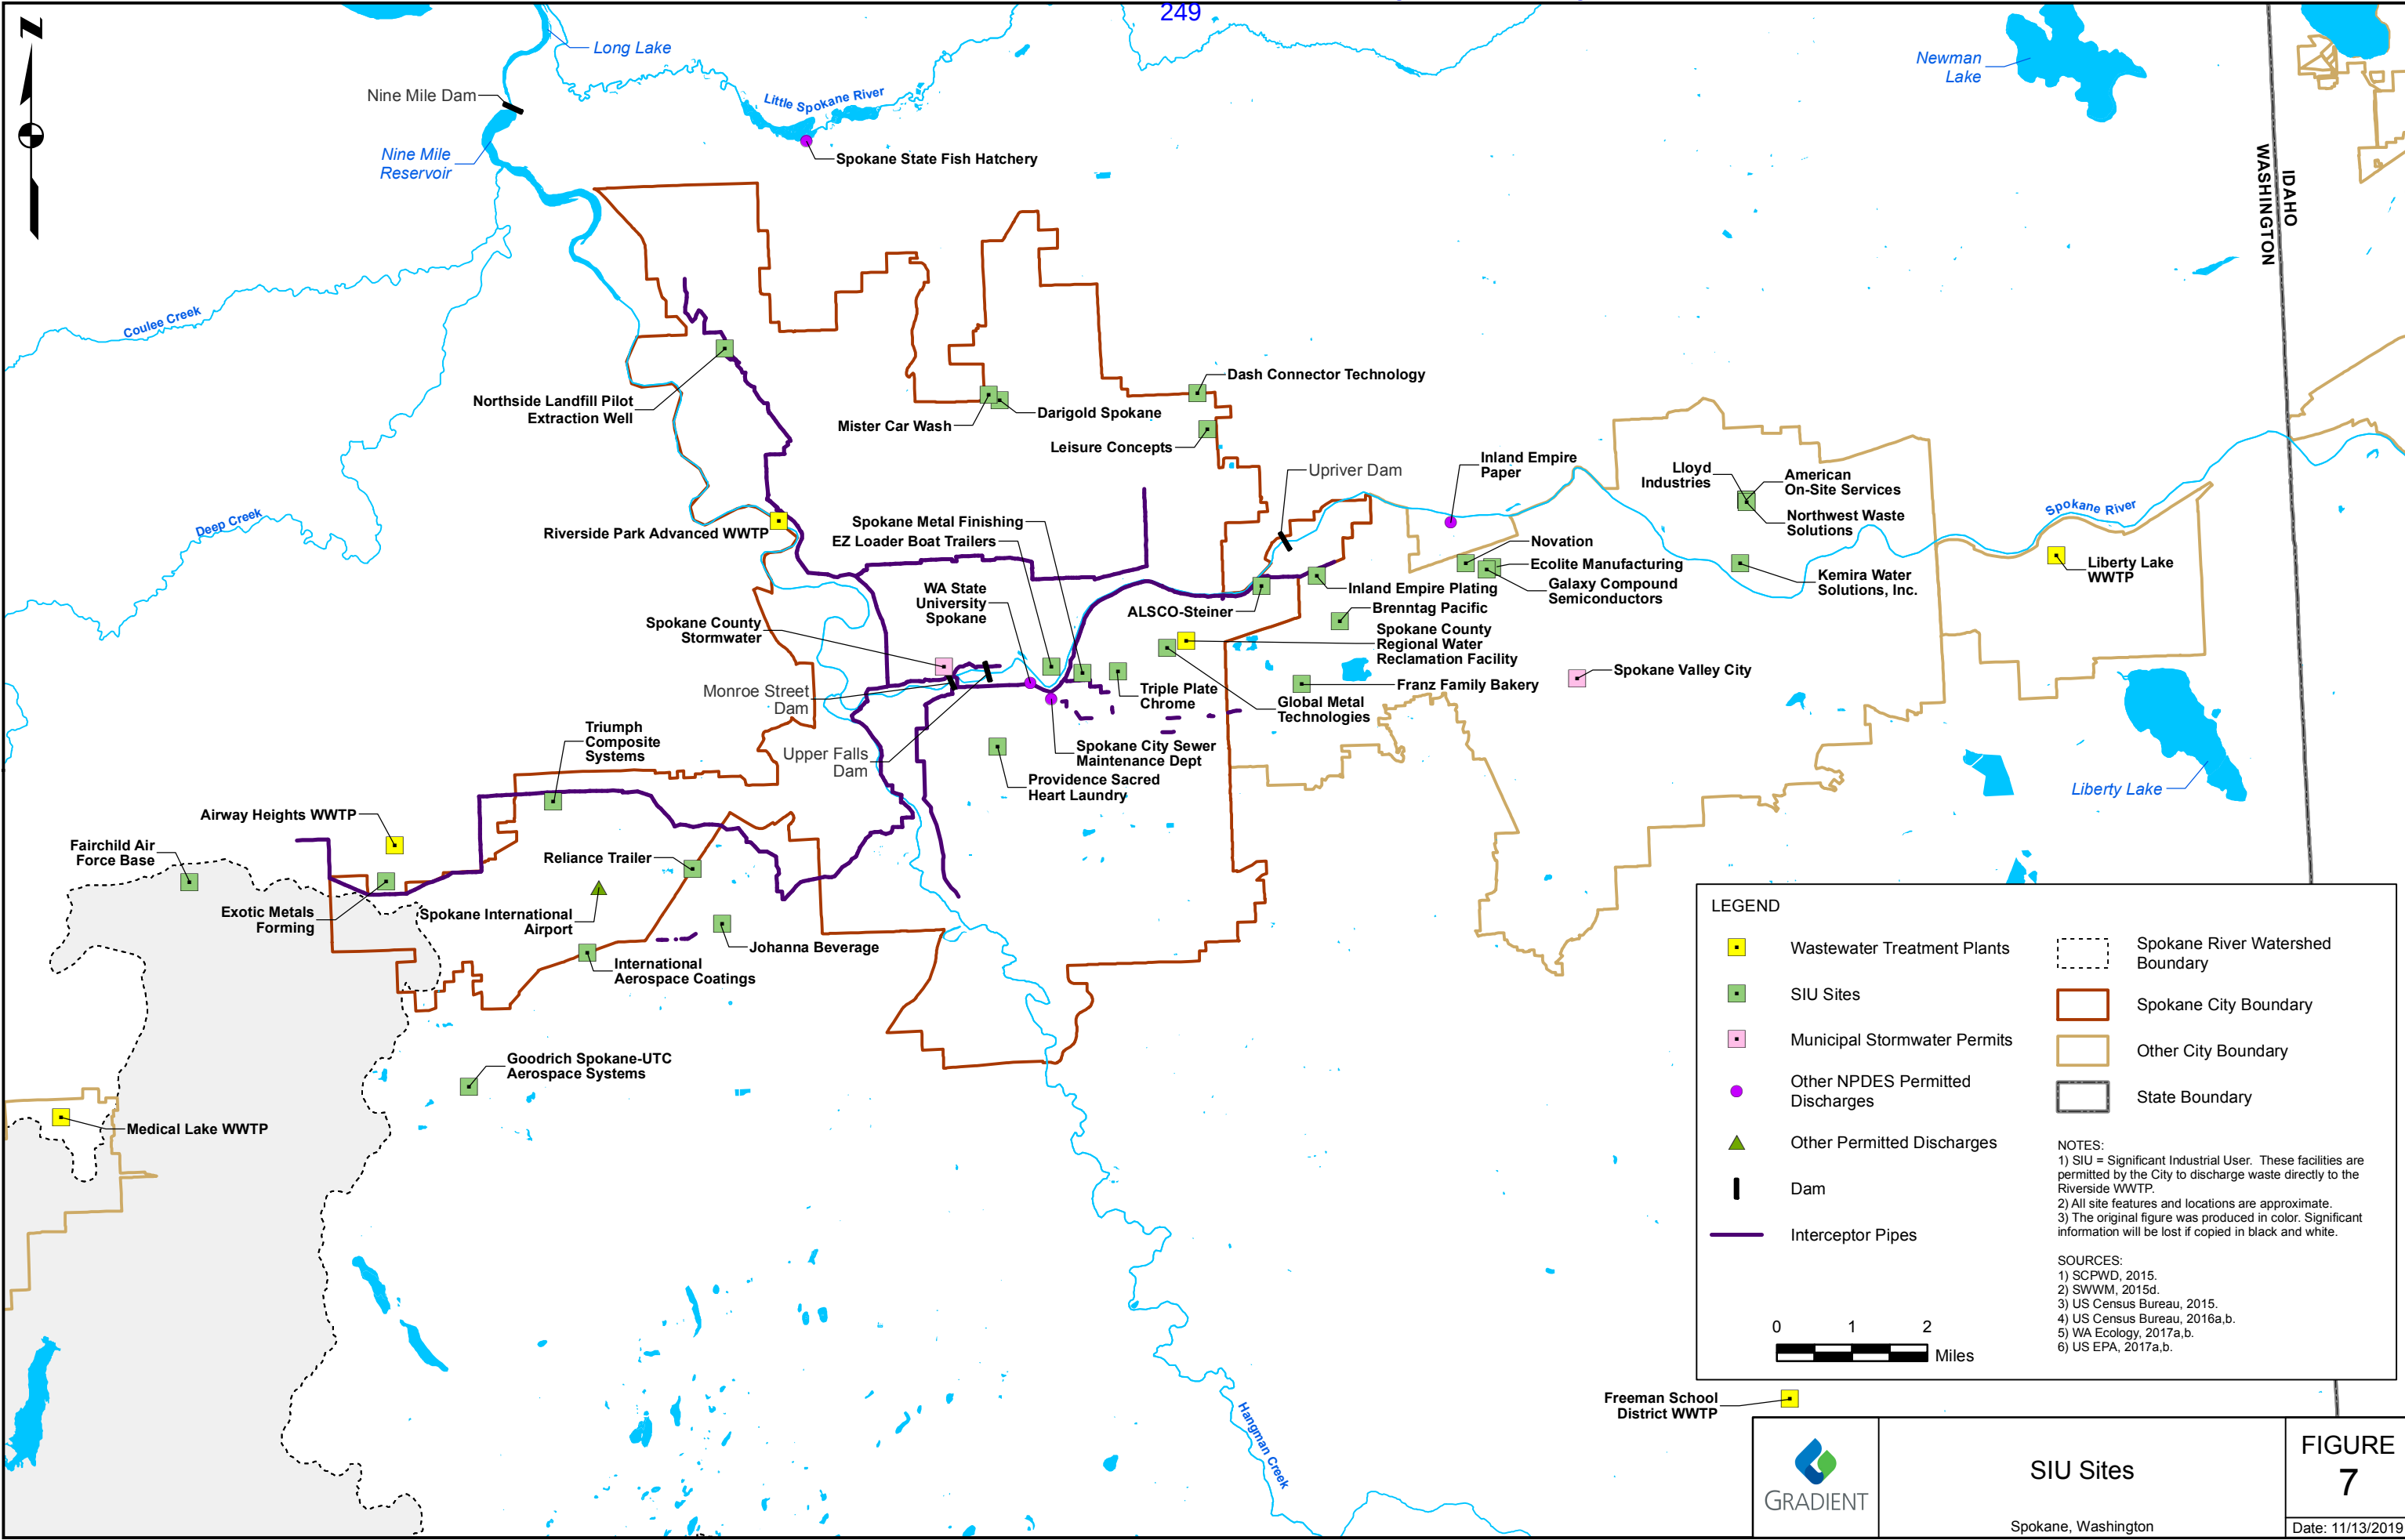 249
N
Long Lake
Newman
Lake
Nine Mile Dam
Little Spokane River
Nine Mile
Reservoir
Spokane State Fish Hatchery
WASHINGTON
IDAHO
Coulee Creek
Dash Connector Technology
Northside Landfill Pilot
Extraction Well
Darigold Spokane
Mister Car Wash
Leisure Concepts
Upriver Dam
Inland Empire
Paper
Lloyd
Industries
American
On-Site Services
Northwest Waste
Solutions
Spokane River
Deep Creek
Riverside Park Advanced WWTP
Spokane Metal Finishing
EZ Loader Boat Trailers
Novation
Ecolite Manufacturing
Galaxy Compound
Semiconductors
Kemira Water
Solutions, Inc.
Liberty Lake
WWTP
WA State
University
Spokane
Inland Empire Plating
ALSCO-Steiner
Brenntag Pacific
Spokane County
Stormwater
Spokane County
Regional Water
Reclamation Facility
Spokane Valley City
Monroe Street
Dam
Triple Plate
Chrome
Franz Family Bakery
Global Metal
Technologies
Triumph
Composite
Systems
Upper Falls
Dam
Spokane City Sewer
Maintenance Dept
Providence Sacred
Heart Laundry
Liberty Lake
Airway Heights WWTP
Fairchild Air
Force Base
Reliance Trailer
Exotic Metals
Forming
Spokane International
Airport
Johanna Beverage
International
Aerospace Coatings
Goodrich Spokane-UTC
Aerospace Systems
Medical Lake WWTP
Hangman Creek
Freeman School
District WWTP
LEGEND
Wastewater Treatment Plants
SIU Sites
Municipal Stormwater Permits
Other NPDES Permitted
Discharges
Other Permitted Discharges
Dam
Interceptor Pipes
Spokane River Watershed
Boundary
Spokane City Boundary
Other City Boundary
State Boundary
NOTES:
1) SIU = Significant Industrial User. These facilities are
permitted by the City to discharge waste directly to the
Riverside WWTP.
2) All site features and locations are approximate.
3) The original figure was produced in color. Significant
information will be lost if copied in black and white.
SOURCES:
1) SCPWD, 2015.
2) SWWM, 2015d.
3) US Census Bureau, 2015.
4) US Census Bureau, 2016a,b.
5) WA Ecology, 2017a,b.
6) US EPA, 2017a,b.
0 1 2
Miles
GRADIENT
SIU Sites
Spokane, Washington
FIGURE
7
Date: 11/13/2019